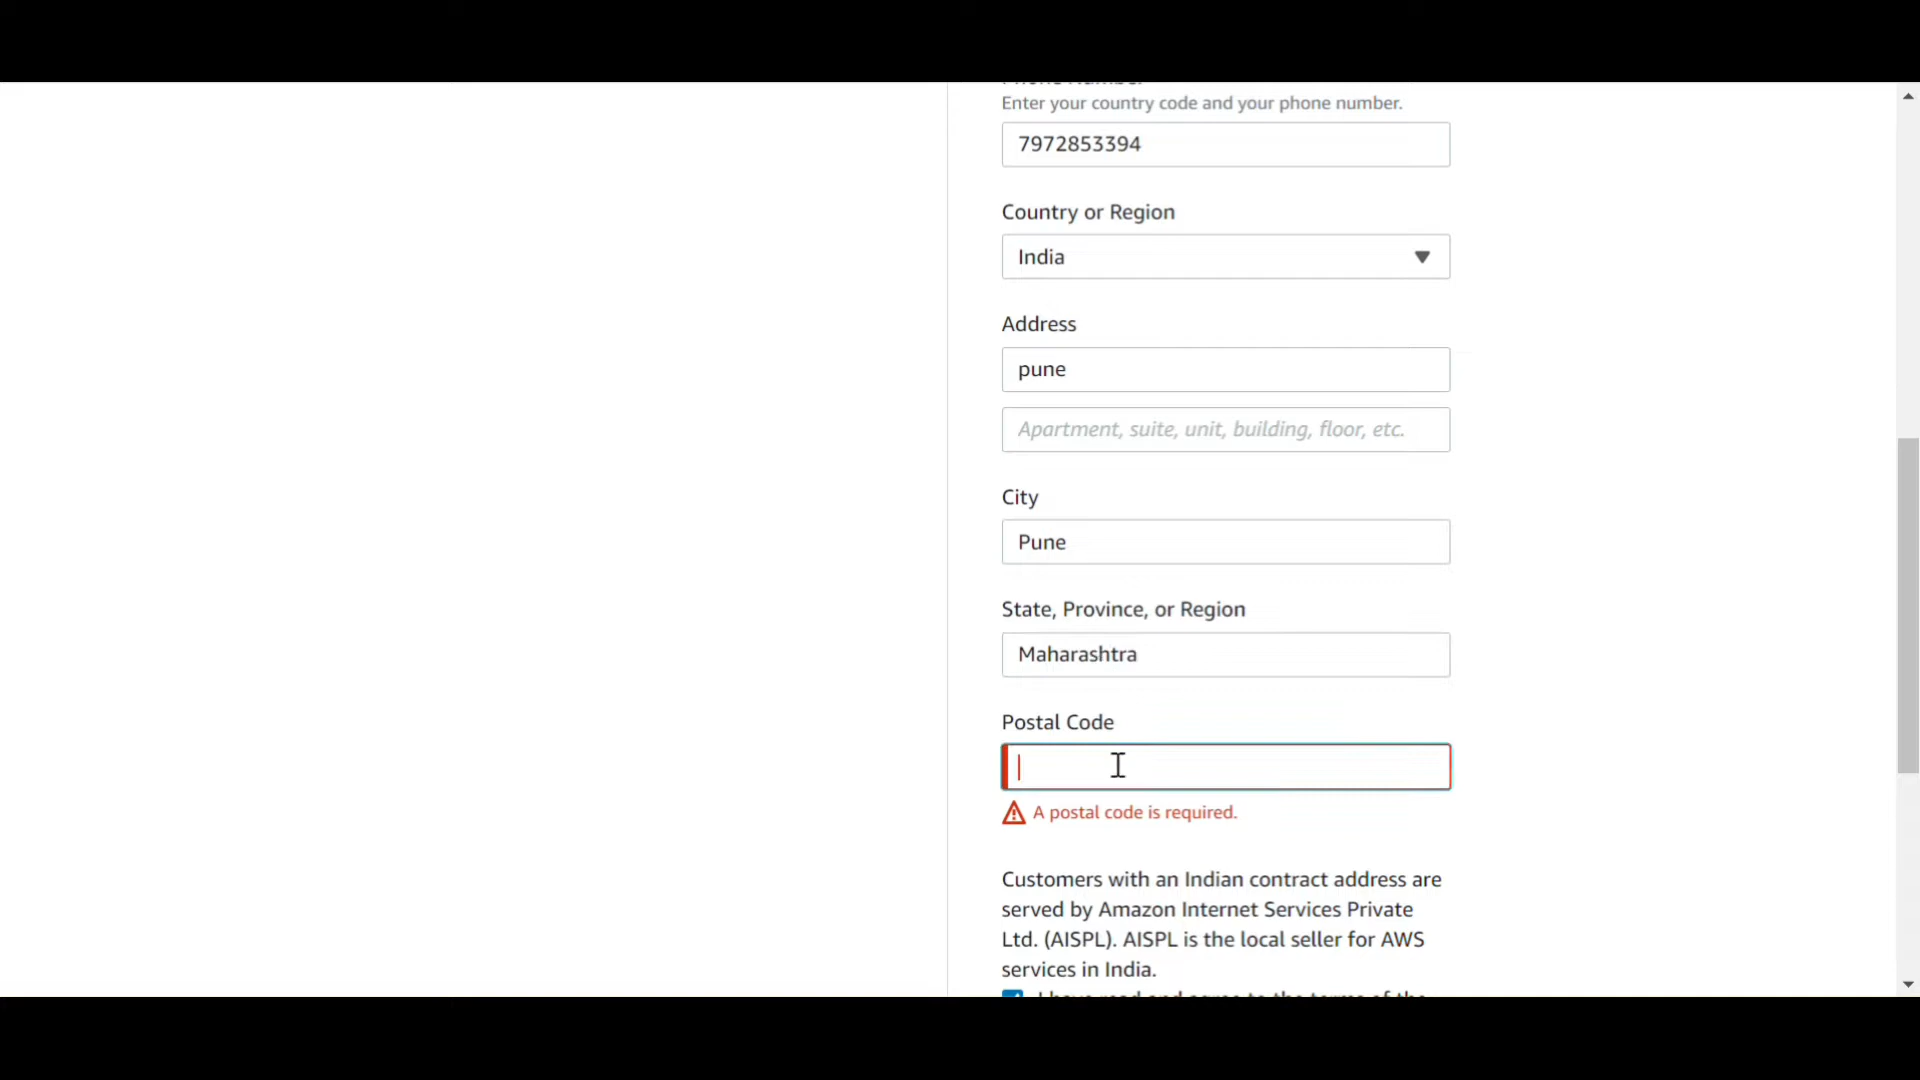 Enter your country code and your phone number.
7972853394
Country or Region
India
Address
pune
Apartment, suite, unit, building, floor, etc.
City
Pune
State, Province, or Region
Maharashtra
Postal Code
A postal code is required.
Customers with an Indian contract address are
served by Amazon Internet Services Private
Ltd. (AISPL). AISPL is the local seller for AWS
services in India.